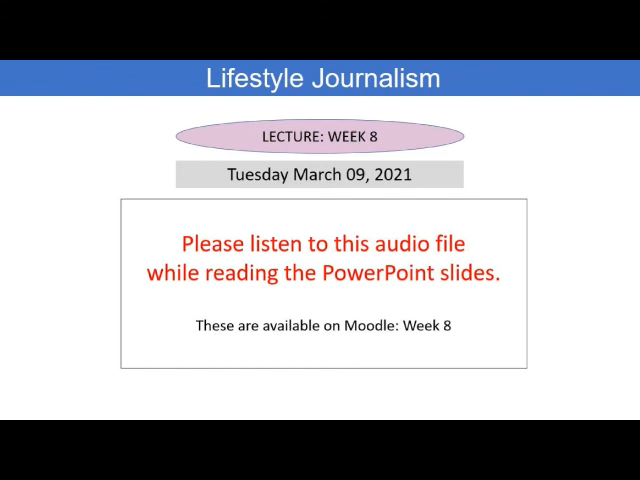 Lifestyle Journalism
LECTURE: WEEK 8
Tuesday March 09, 2021
Please listen to this audio file
while reading the PowerPoint slides.
These are available on Moodle: Week 8